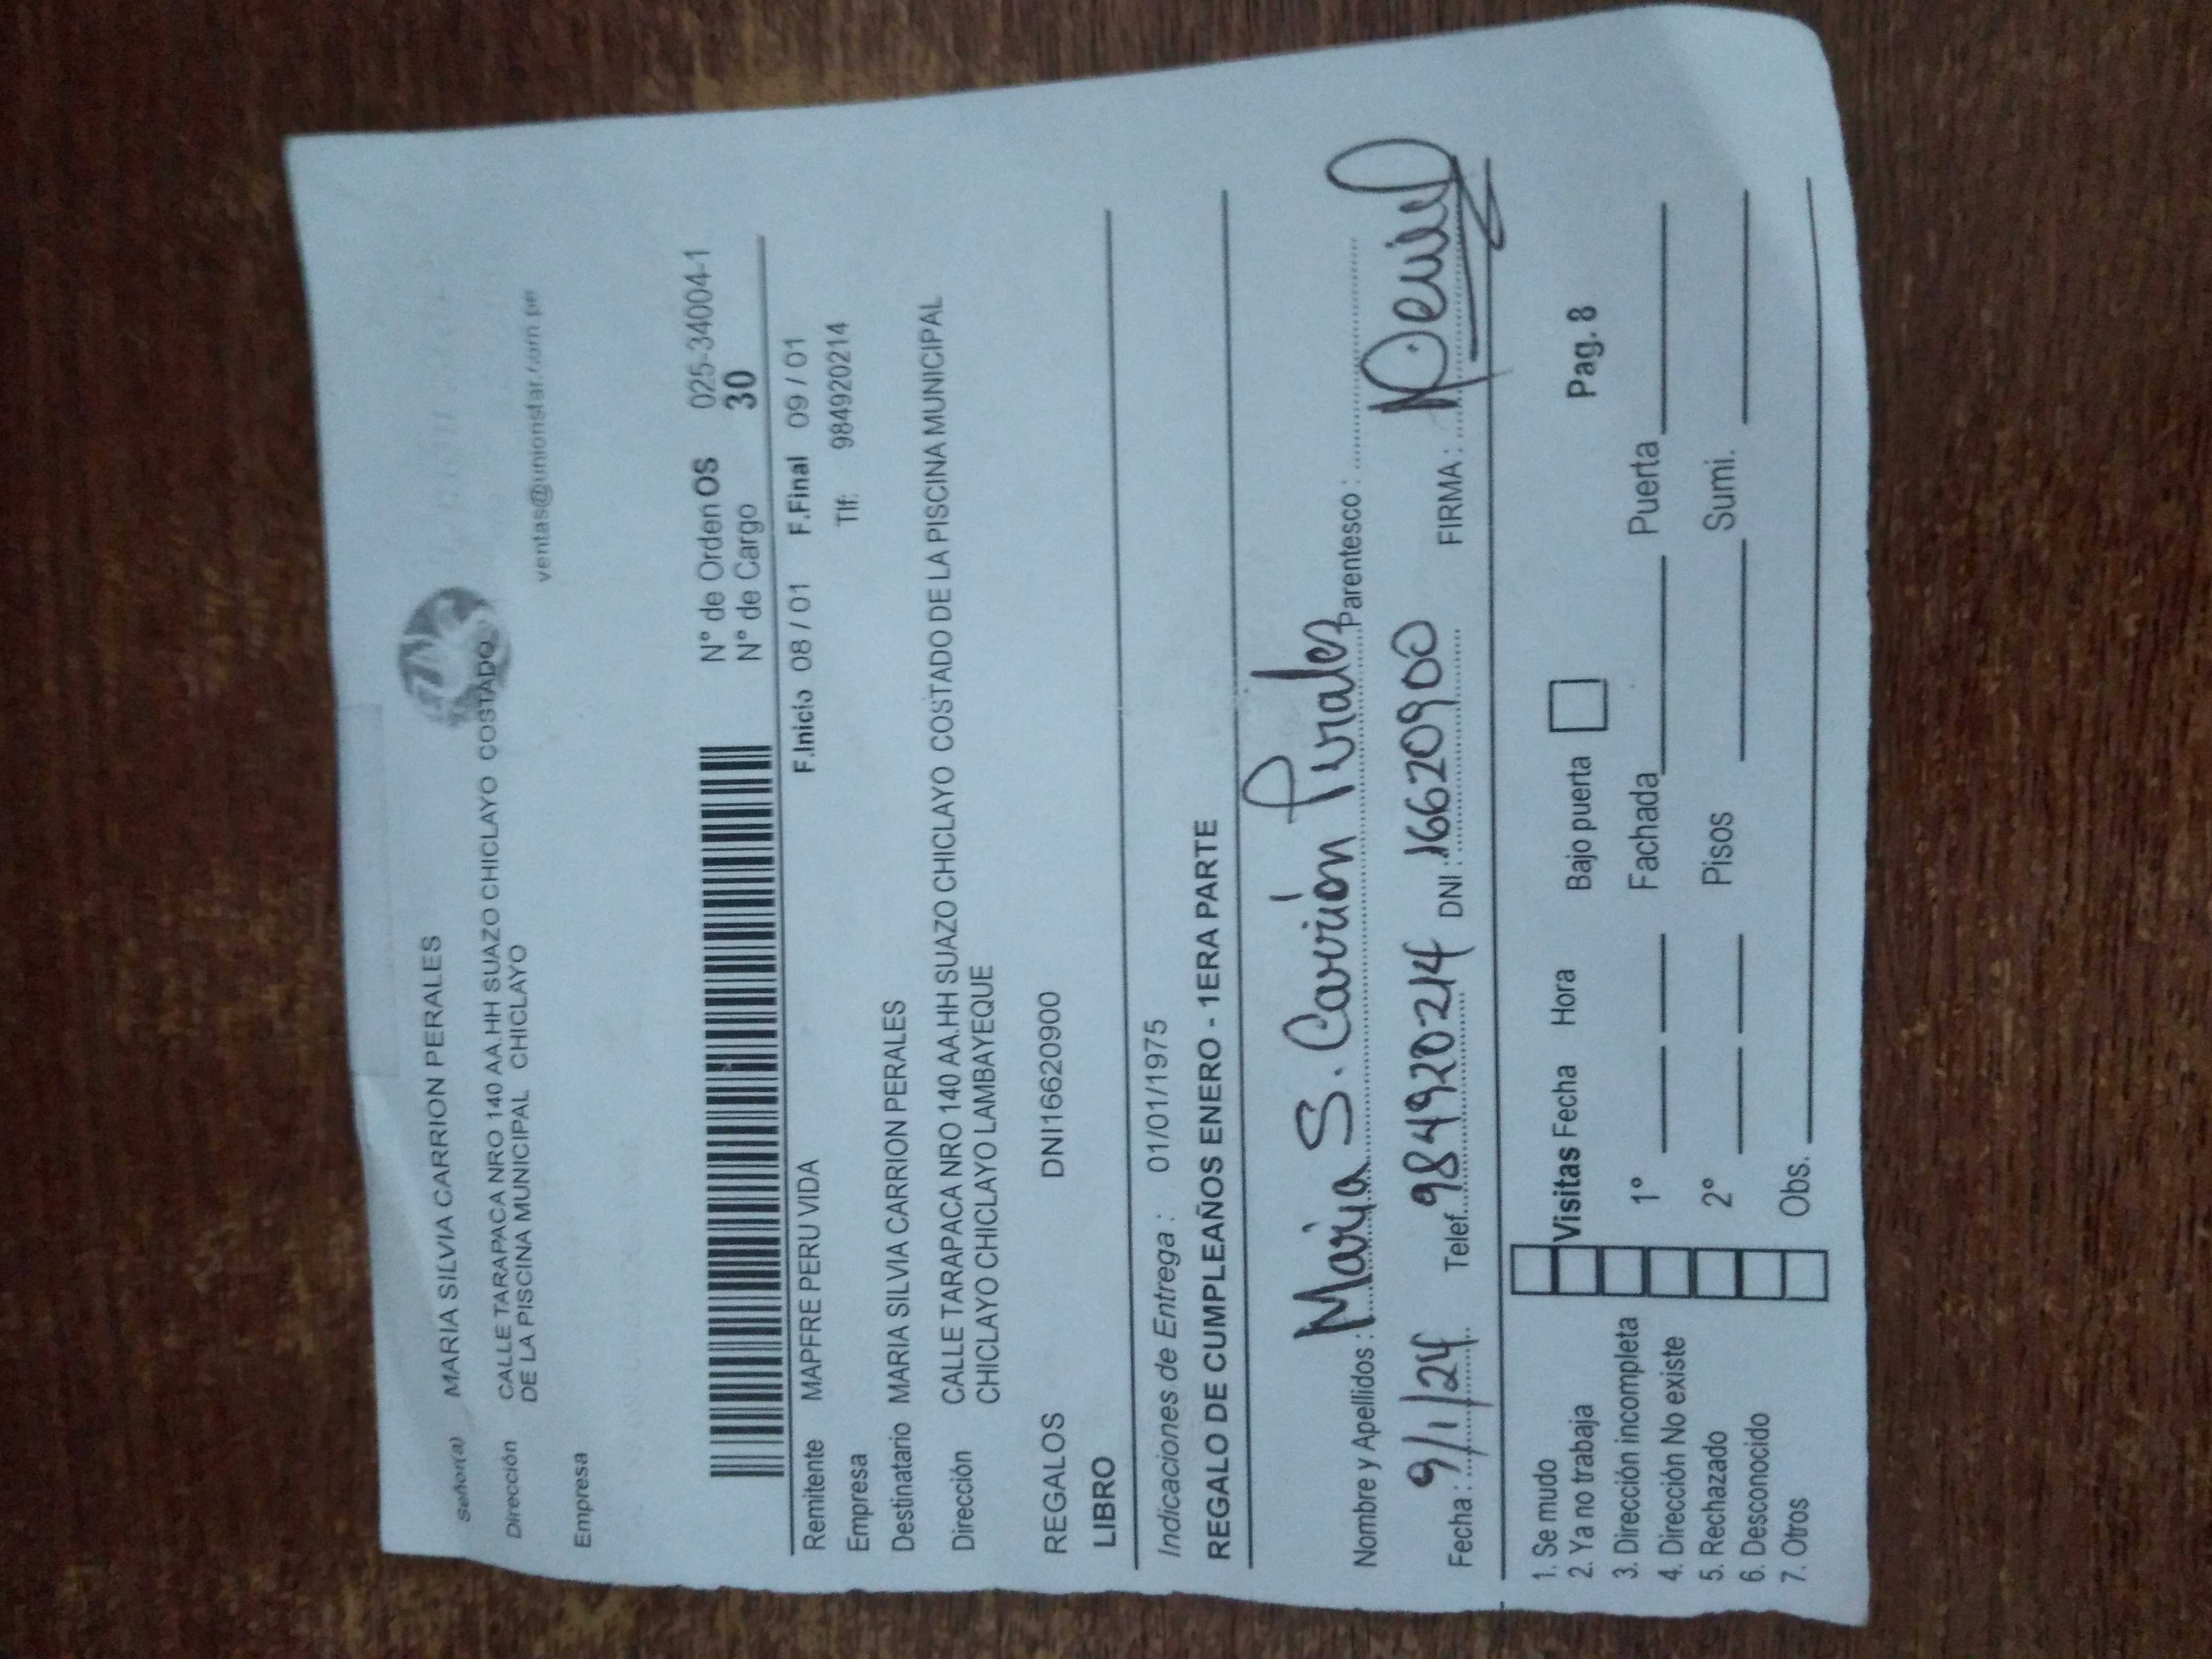 Señor(a) MARIA SILVIA CARRION PERALES
Dirección CALLE TARAPACA NRO 140 AA.HH SUAZO CHICLAYO COSTADO
DE LA PISCINA MUNICIPAL CHICLAYO
ventas@unionstar.com.pe
Empresa
N° de Orden OS 025-34004-1
N° de Cargo 30
F.Inicio 08 / 01 F.Final 09 / 01
Remitente MAPFRE PERU VIDA
Empresa Tlf: 984920214
Destinatario MARIA SILVIA CARRION PERALES
Dirección CALLE TARAPACA NRO 140 AA.HH SUAZO CHICLAYO COSTADO DE LA PISCINA MUNICIPAL
CHICLAYO CHICLAYO LAMBAYEQUE
REGALOS DNI16620900
LIBRO
Indicaciones de Entrega : 01/01/1975
REGALO DE CUMPLEAÑOS ENERO - 1ERA PARTE
Nombre y Apellidos : Maria S. Carrión Perales Parentesco :
Fecha : 9/1/24 Telef. 984920214 DNI : 16620900 FIRMA :
1. Se mudo
2. Ya no trabaja
3. Dirección incompleta
4. Dirección No existe
5. Rechazado
6. Desconocido
7. Otros
Visitas Fecha Hora Bajo puerta Pag. 8
1° Fachada Puerta
2° Pisos Sumi.
Obs.